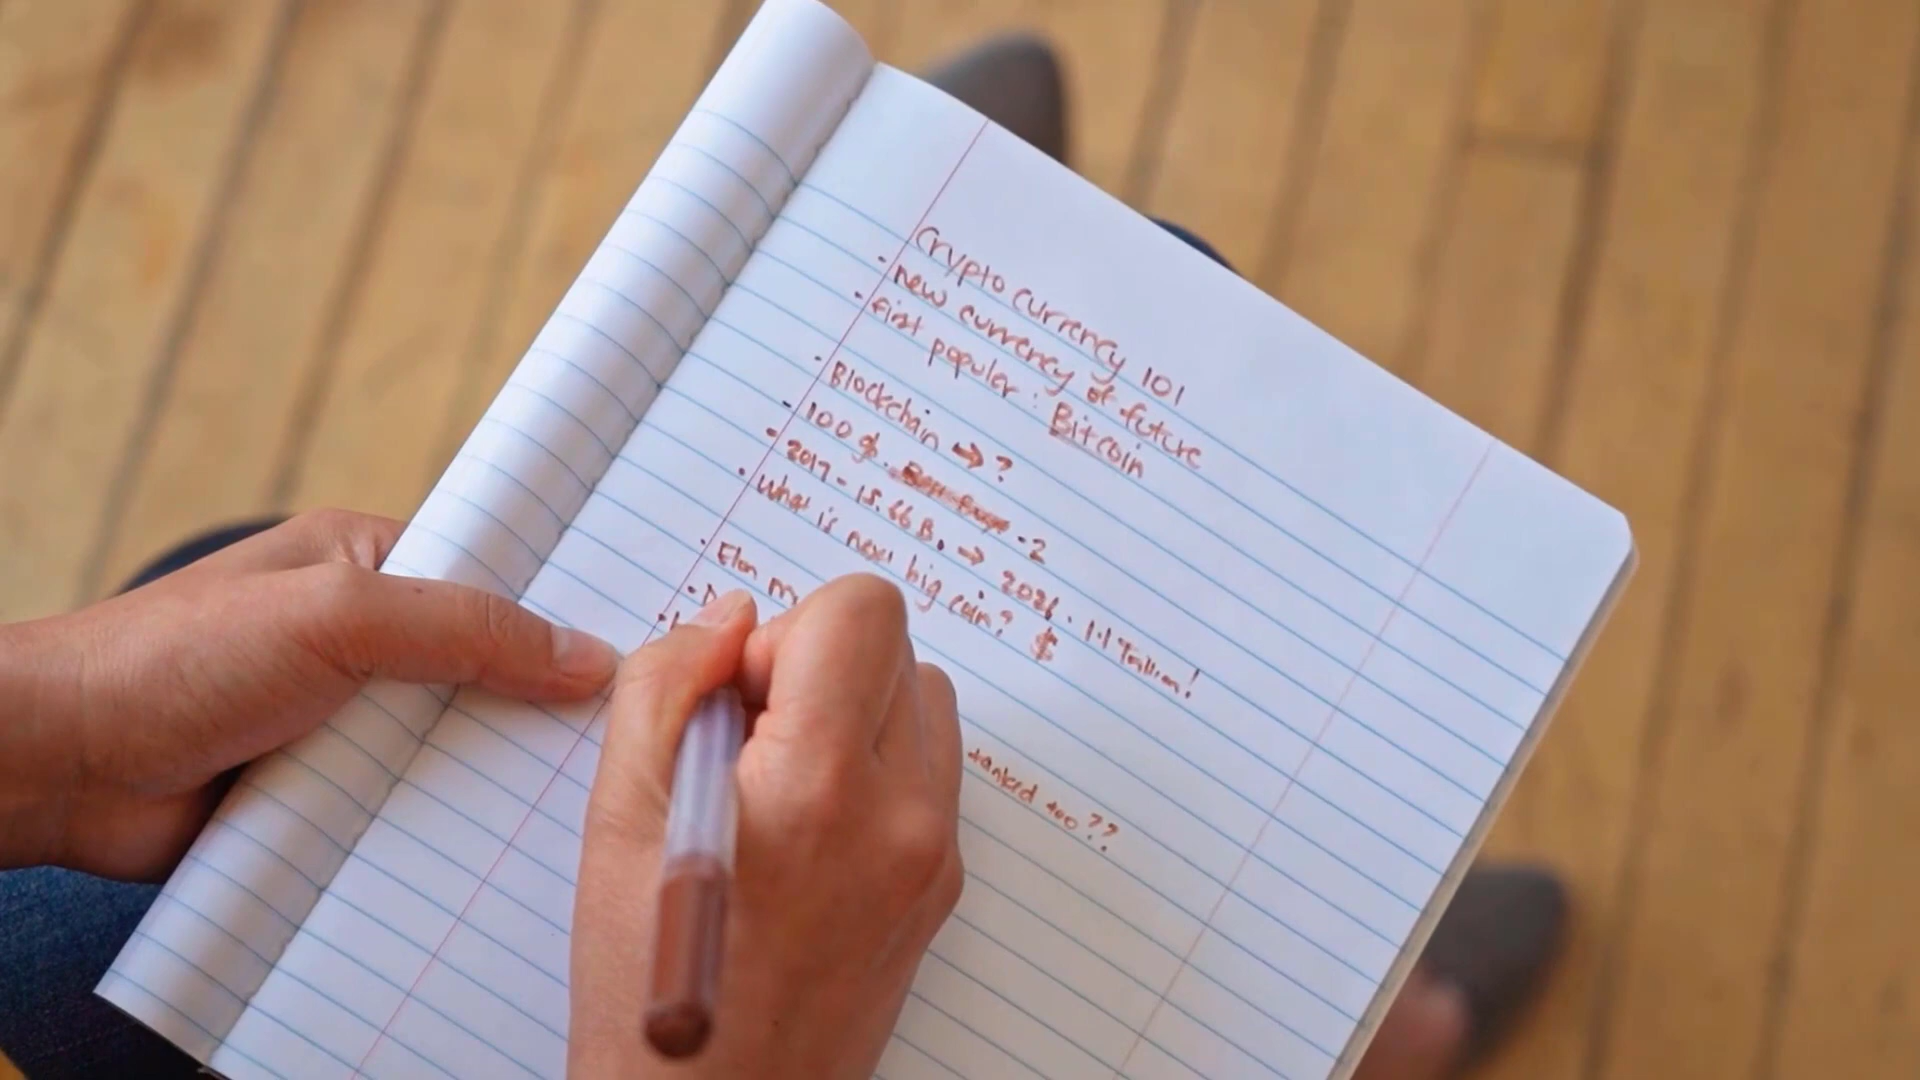 Crypto currency 101
· new currency of future
· first populer : Bitcoin
· Blockchain → ?
- 100 $. -2
- 2017 - 15.66 B. → 2026 · 1.1 Trillion!
· What is next big coin? $
· Elon
tanked too ??